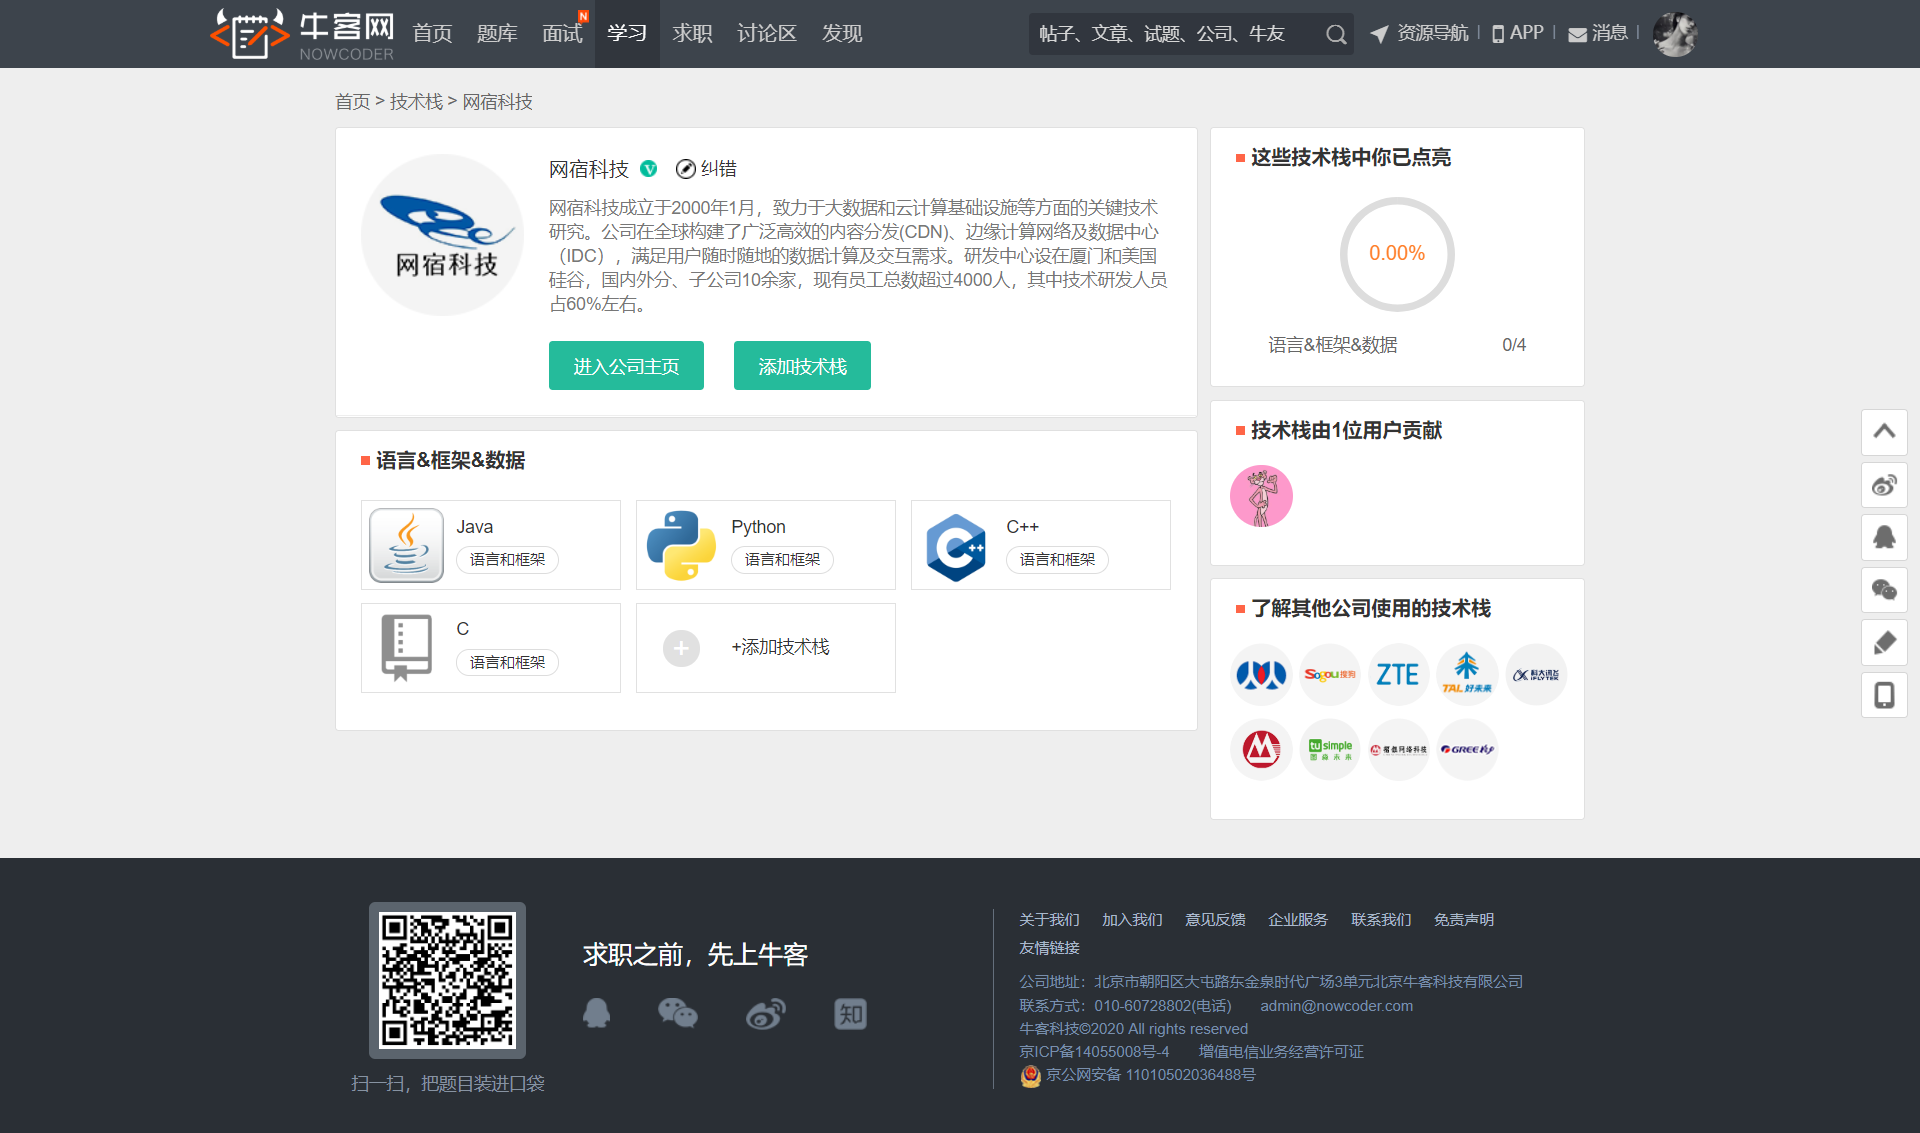 牛客网 NOWCODER 首页 题库 面试 N 学习 求职 讨论区 发现 帖子、文章、试题、公司、牛友 资源导航 APP 消息
首页 > 技术栈 > 网宿科技
网宿科技
网宿科技 V 纠错
网宿科技成立于2000年1月，致力于大数据和云计算基础设施等方面的关键技术
研究。公司在全球构建了广泛高效的内容分发(CDN)、边缘计算网络及数据中心
（IDC），满足用户随时随地的数据计算及交互需求。研发中心设在厦门和美国
硅谷，国内外分、子公司10余家，现有员工总数超过4000人，其中技术研发人员
占60%左右。
进入公司主页 添加技术栈
语言&框架&数据
Java
语言和框架
Python
语言和框架
C++
语言和框架
C
语言和框架
+添加技术栈
这些技术栈中你已点亮
0.00%
语言&框架&数据 0/4
技术栈由1位用户贡献
了解其他公司使用的技术栈
Sogou 搜狗
ZTE
TAL 好未来
科大讯飞
IFLYTEK
tu simple
图森未来
招银网络科技
GREE
扫一扫，把题目装进口袋
求职之前，先上牛客
知
关于我们 加入我们 意见反馈 企业服务 联系我们 免责声明
友情链接
公司地址：北京市朝阳区大屯路东金泉时代广场3单元北京牛客科技有限公司
联系方式：010-60728802(电话) admin@nowcoder.com
牛客科技©2020 All rights reserved
京ICP备14055008号-4 增值电信业务经营许可证
京公网安备 11010502036488号